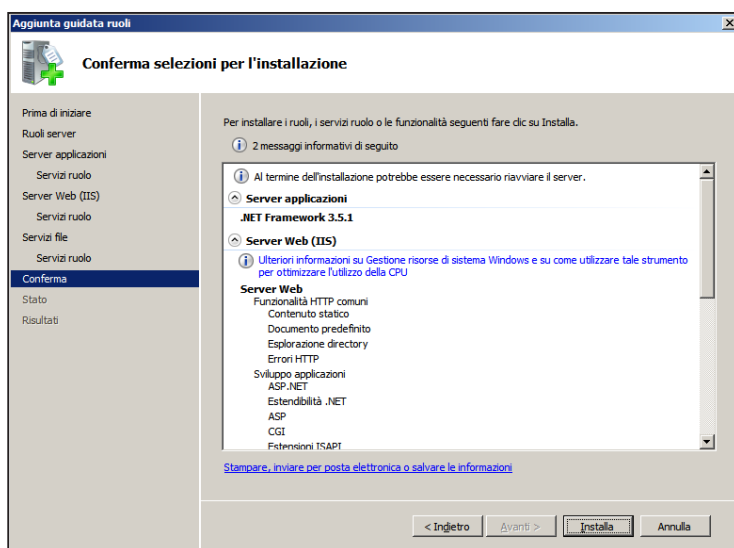 Aggiunta guidata ruoli
Conferma selezioni per l'installazione
Prima di iniziare
Ruoli server
Server applicazioni
Servizi ruolo
Server Web (IIS)
Servizi ruolo
Servizi file
Servizi ruolo
Conferma
Stato
Risultati
Per installare i ruoli, i servizi ruolo o le funzionalità seguenti fare clic su Installa.
2 messaggi informativi di seguito
Al termine dell'installazione potrebbe essere necessario riavviare il server.
Server applicazioni
.NET Framework 3.5.1
Server Web (IIS)
Ulteriori informazioni su Gestione risorse di sistema Windows e su come utilizzare tale strumento
per ottimizzare l'utilizzo della CPU
Server Web
Funzionalità HTTP comuni
Contenuto statico
Documento predefinito
Esplorazione directory
Errori HTTP
Sviluppo applicazioni
ASP.NET
Estendibilità .NET
ASP
CGI
Estensioni ISAPI
Stampare, inviare per posta elettronica o salvare le informazioni
< Indietro
Avanti >
Installa
Annulla